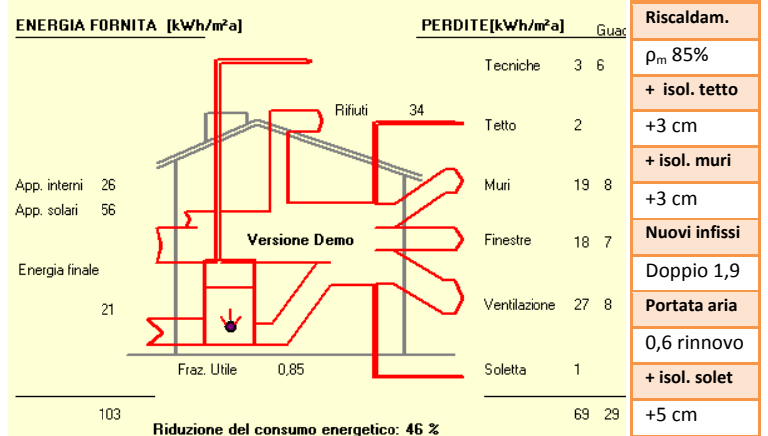 ENERGIA FORNITA [kWh/m²a]
PERDITE[kWh/m²a] Guad
Tecniche 3 6
Rifiuti 34
Tetto 2
App. interni 26
Muri 19 8
App. solari 56
Versione Demo
Finestre 18 7
Energia finale
21
Ventilazione 27 8
Fraz. Utile 0,85
Soletta 1
103
69 29
Riduzione del consumo energetico: 46 %
Riscaldam.
ρm 85%
+ isol. tetto
+3 cm
+ isol. muri
+3 cm
Nuovi infissi
Doppio 1,9
Portata aria
0,6 rinnovo
+ isol. solet
+5 cm